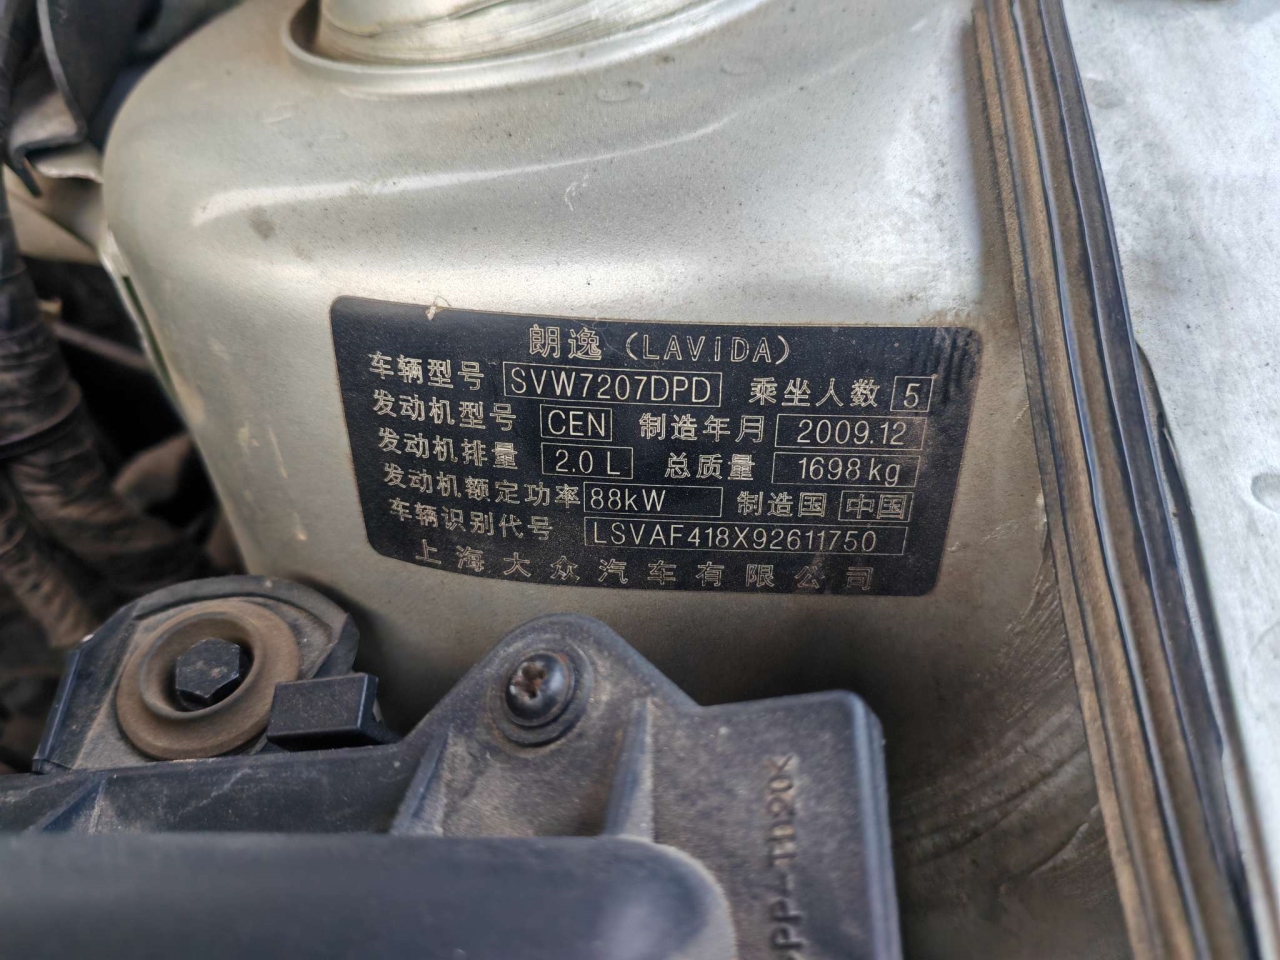 朗逸(LAViDA)
车辆型号 SVW7207DPD 乘坐人数 5
发动机型号 CEN 制造年月 2009.12
发动机排量 2.0 L 总质量 1698kg
发动机额定功率 88kW 制造国 中国
车辆识别代号 LSVAF418X92611750
上海大众汽车有限公司